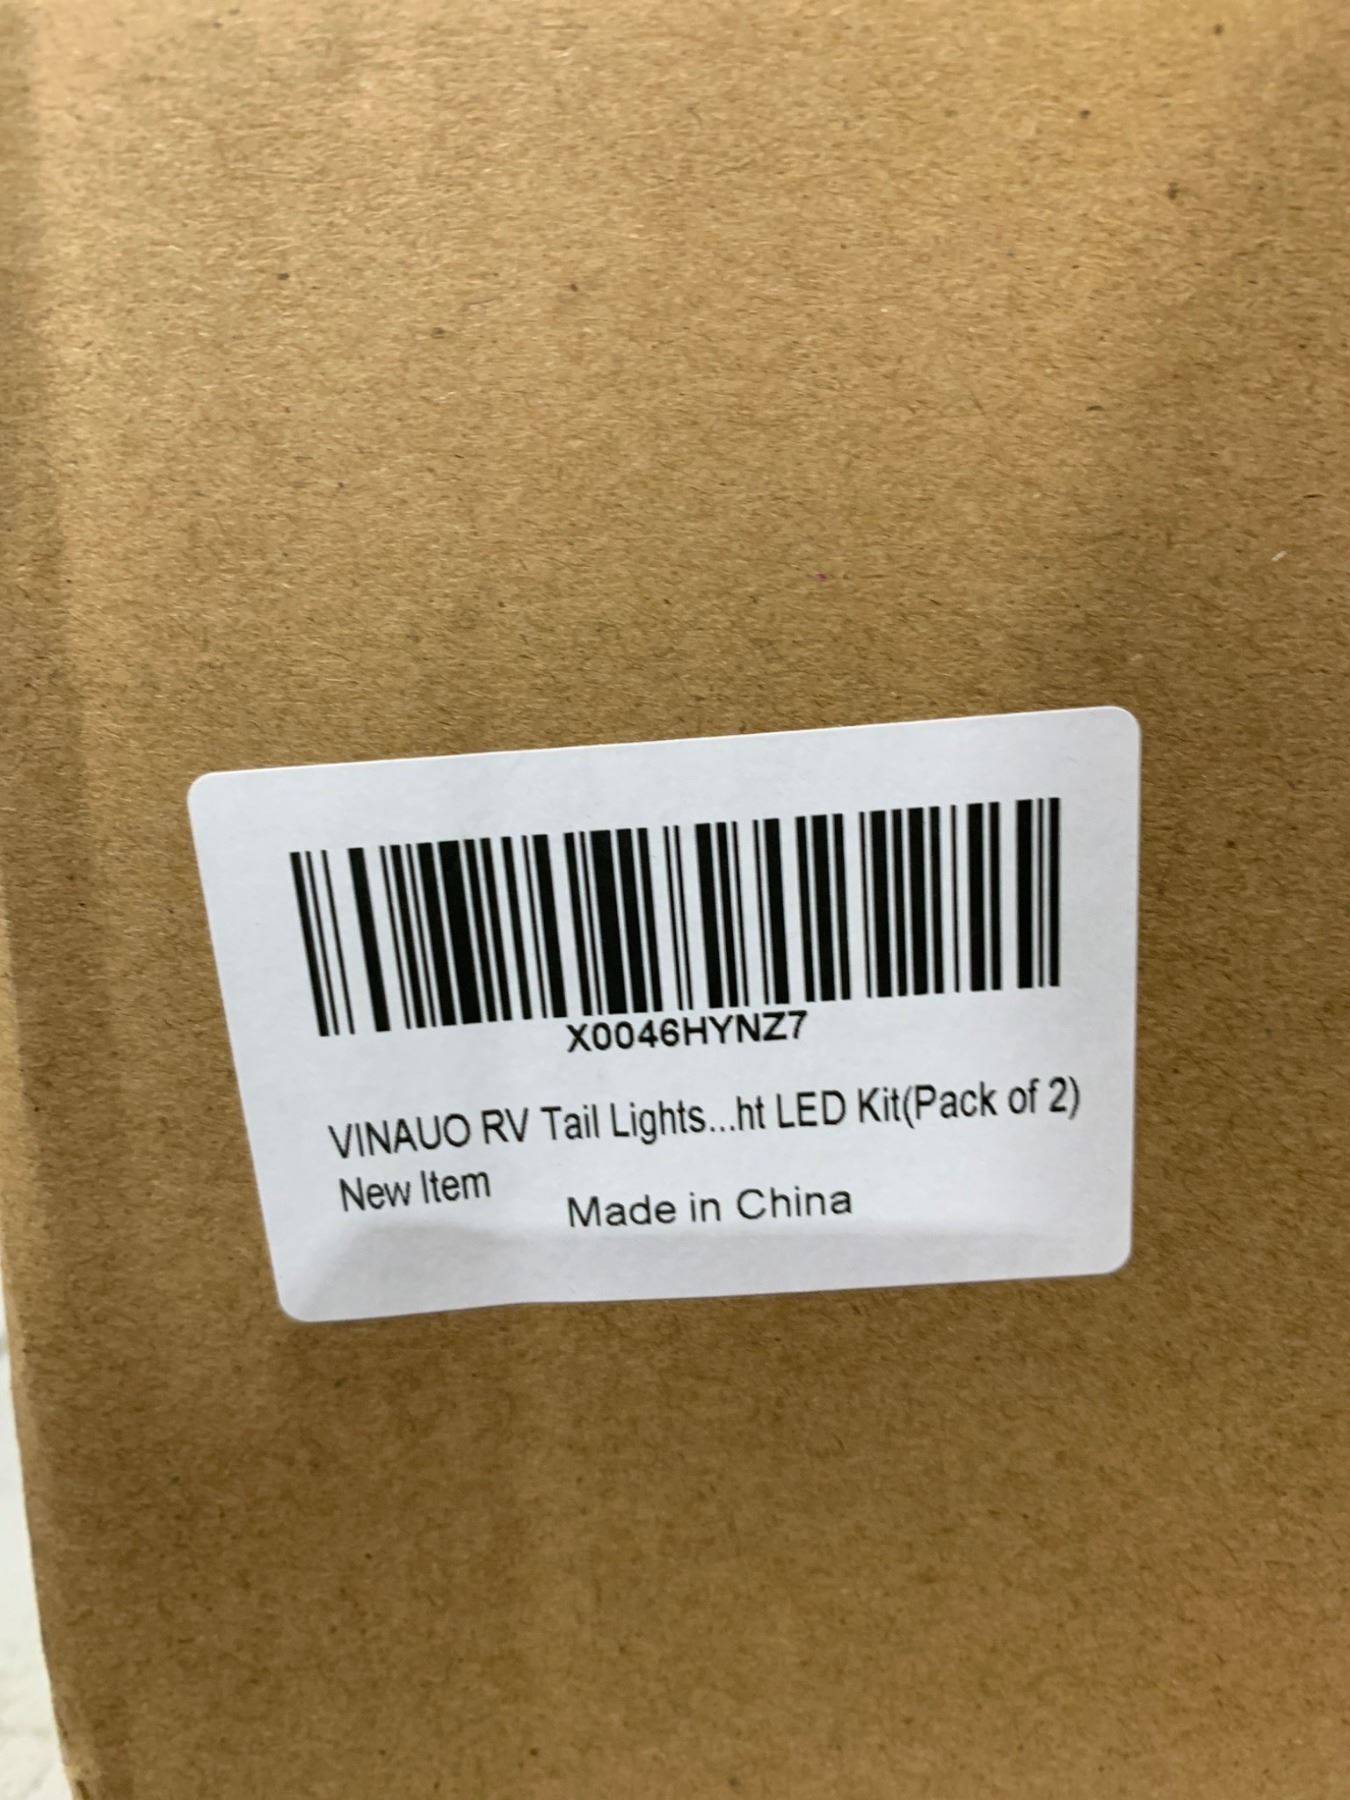 X0046HYNZ7
VINAUO RV Tail Lights...ht LED Kit(Pack of 2)
New Item
Made in China